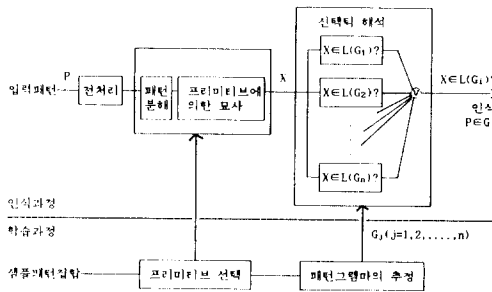 신택틱 해석
X∈L(G₁)?
P
X
X∈L(G₂)?
X∈L(Gᵢ)
입력패턴
전처리
패턴
분해
프리미티브에
의한 묘사
인식
P∈G
X∈L(Gₙ)?
인식과정
학습과정
Gⱼ(j=1,2,....,n)
샘플패턴집합
프리미티브 선택
패턴그램마의 추정